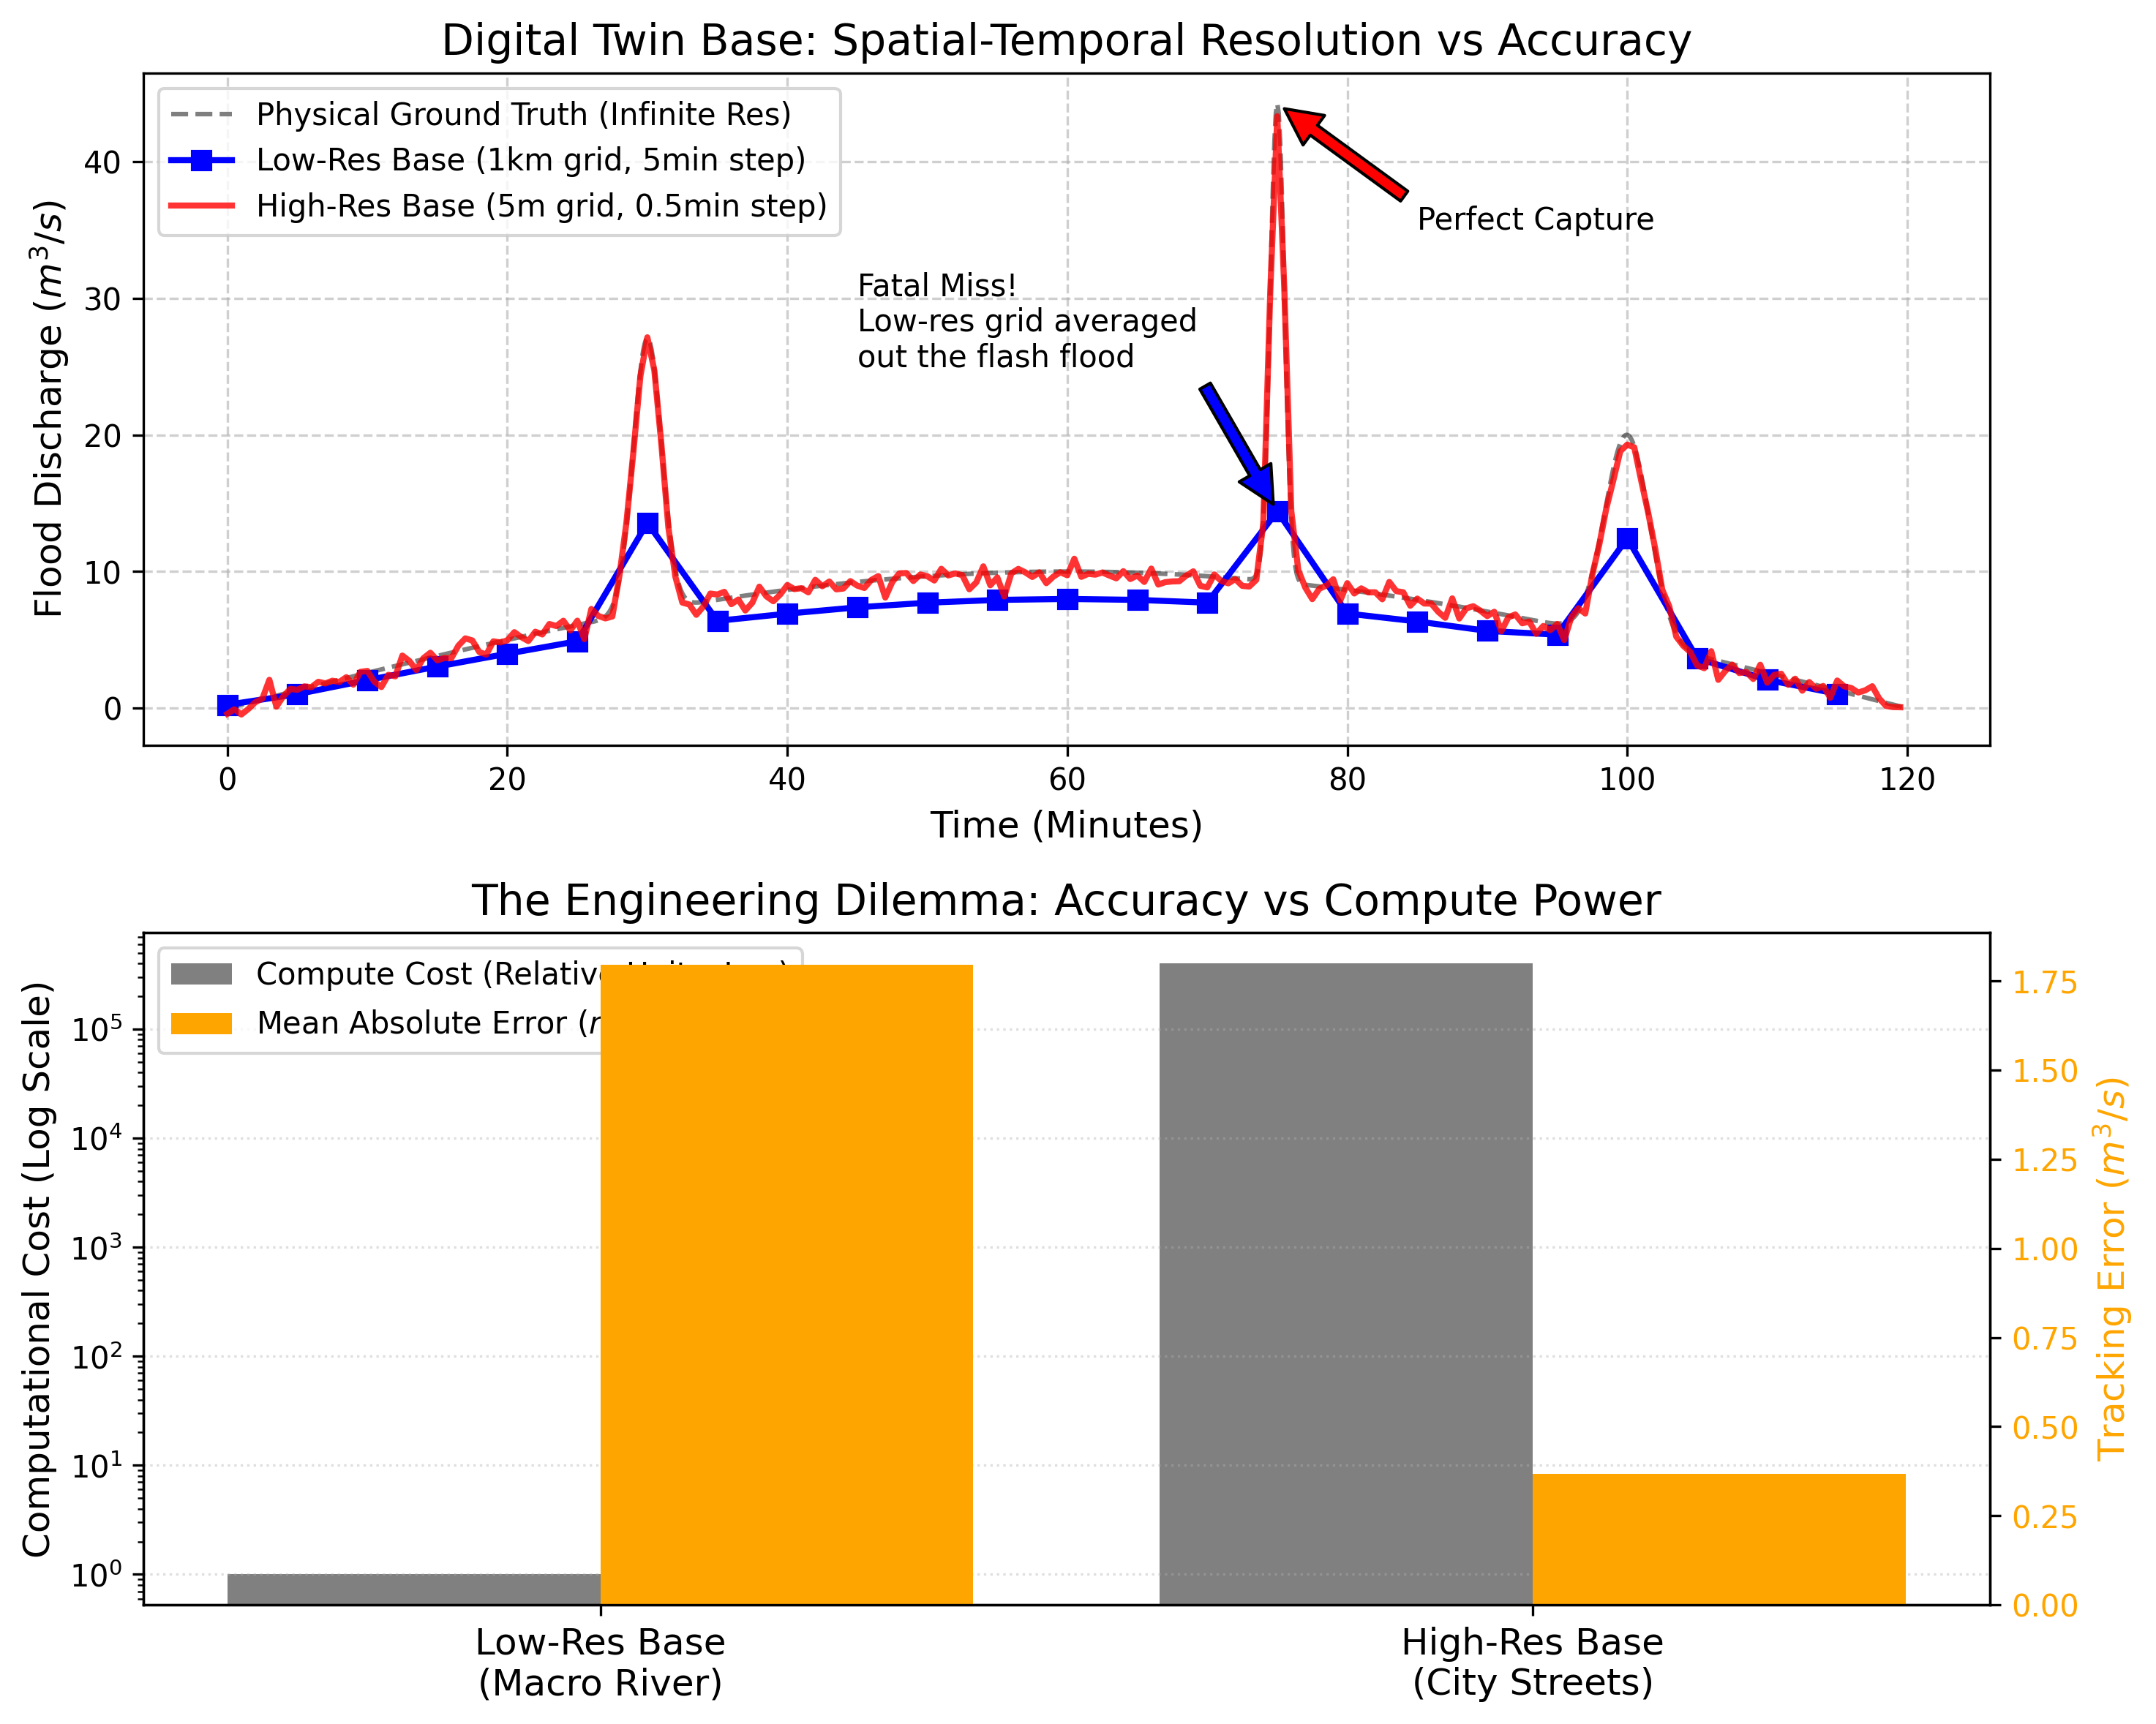 Digital Twin Base: Spatial-Temporal Resolution vs Accuracy
Physical Ground Truth (Infinite Res)
Low-Res Base (1km grid, 5min step)
High-Res Base (5m grid, 0.5min step)
Perfect Capture
Fatal Miss!
Low-res grid averaged
out the flash flood
Flood Discharge (m³/s)
40
30
20
10
0
0 20 40 60 80 100 120
Time (Minutes)
The Engineering Dilemma: Accuracy vs Compute Power
Compute Cost (Relative
Mean Absolute Error (
Computational Cost (Log Scale)
10⁵
10⁴
10³
10²
10¹
10⁰
1.75
1.50
1.25
1.00
0.75
0.50
0.25
0.00
Tracking Error (m³/s)
Low-Res Base
(Macro River)
High-Res Base
(City Streets)